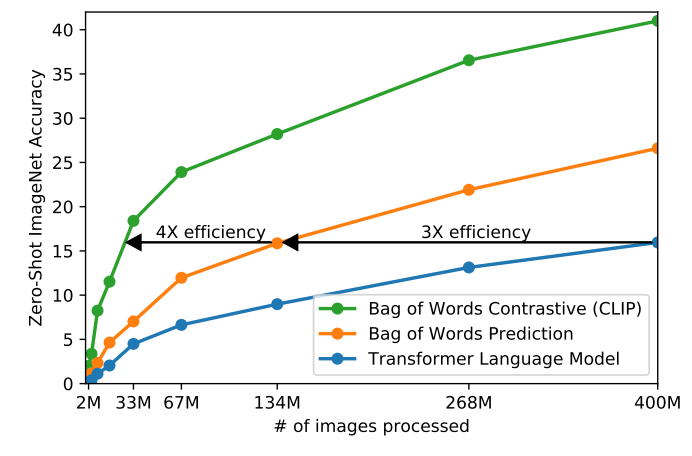 Zero-Shot ImageNet Accuracy
40
35
30
25
20
15
10
5
0
4X efficiency
3X efficiency
Bag of Words Contrastive (CLIP)
Bag of Words Prediction
Transformer Language Model
2M 33M 67M 134M 268M 400M
# of images processed